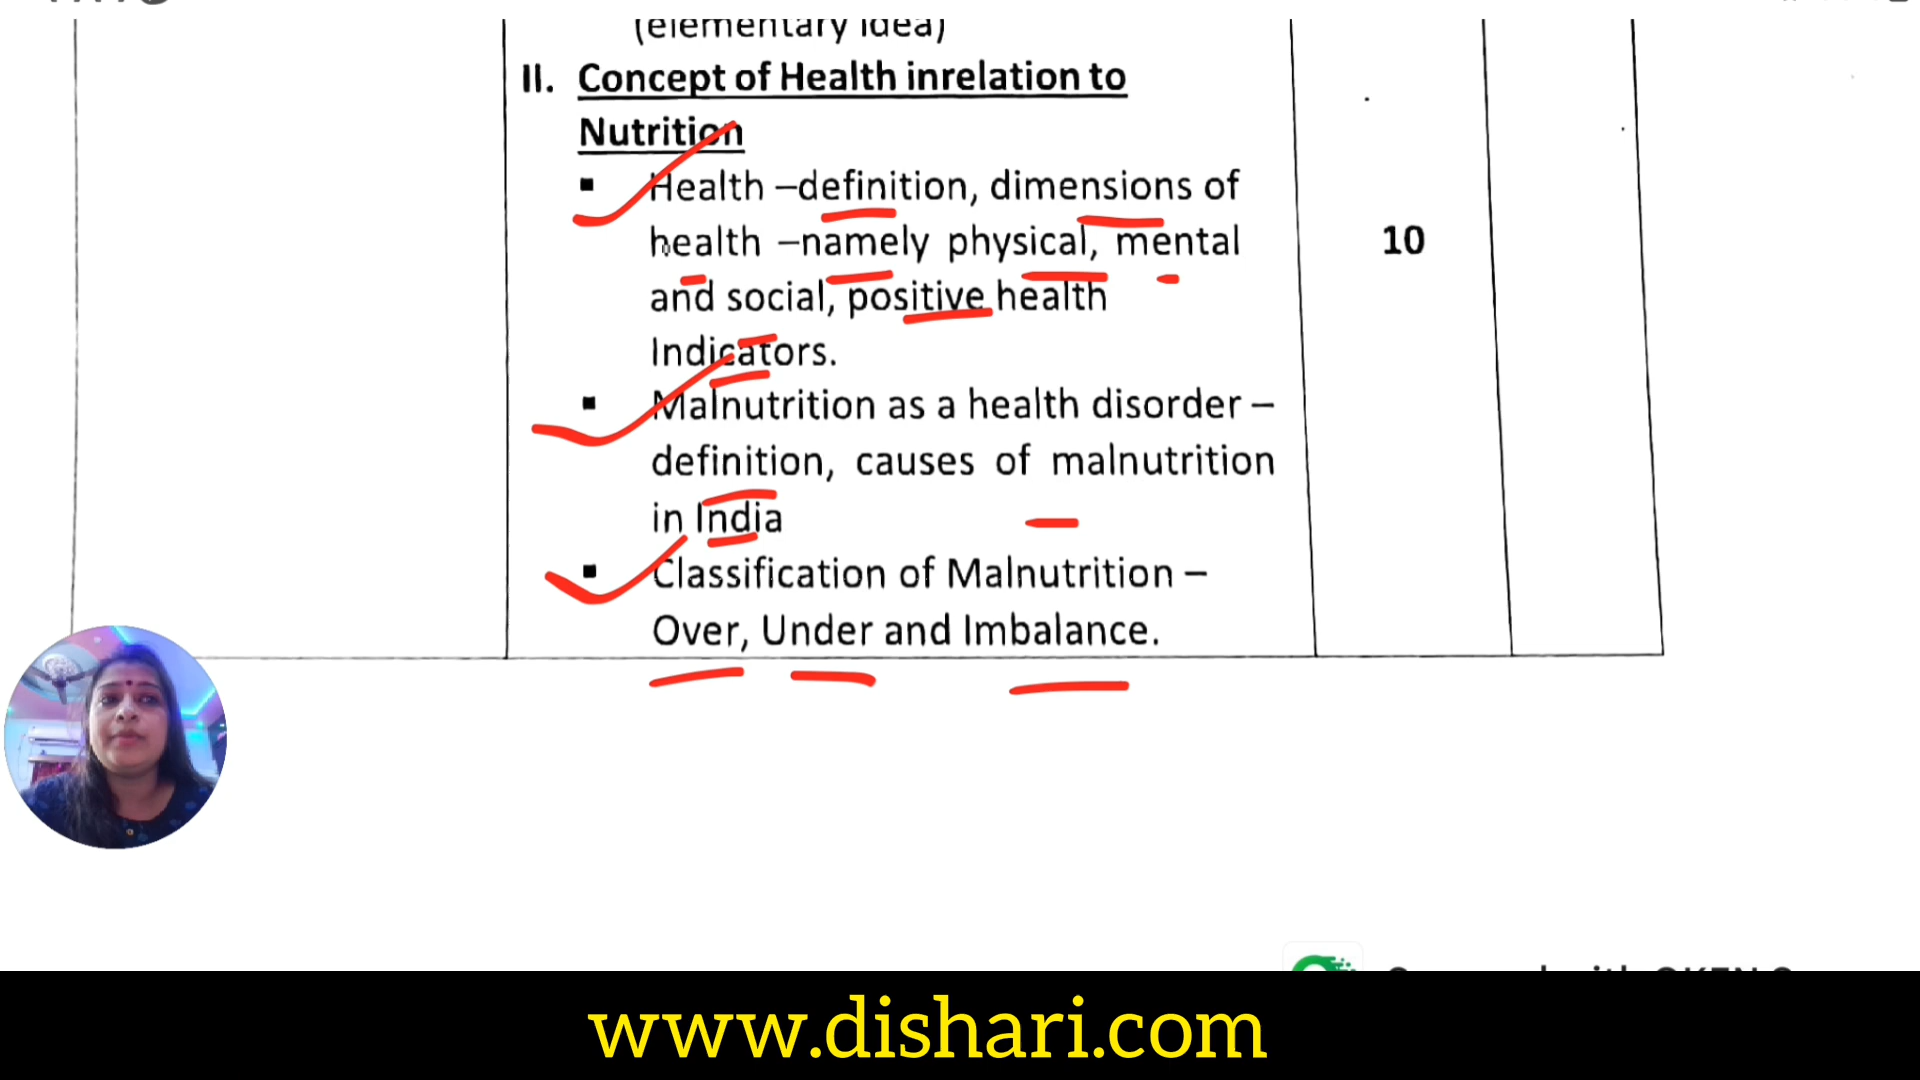 (elementary idea)
II. Concept of Health inrelation to
Nutrition
▪ Health –definition, dimensions of
health –namely physical, mental
and social, positive health
Indicators.
▪ Malnutrition as a health disorder –
definition, causes of malnutrition
in India
▪ Classification of Malnutrition –
Over, Under and Imbalance.
10
www.dishari.com